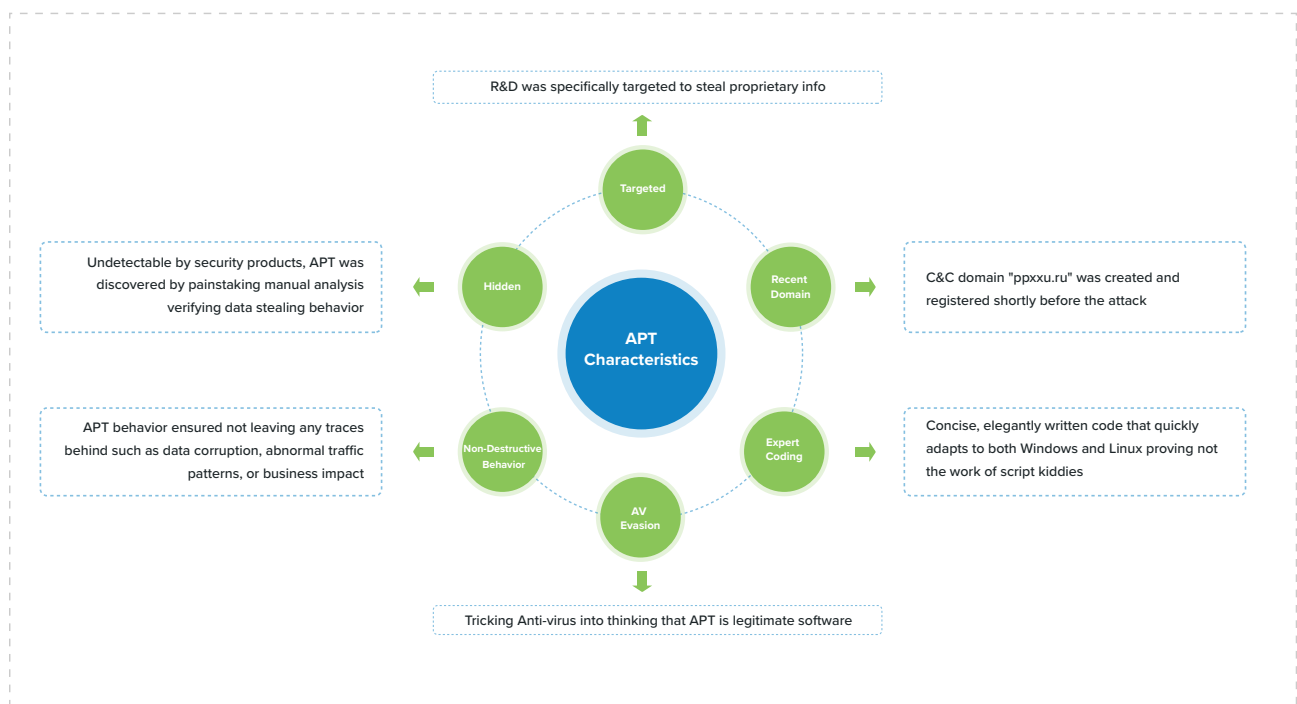 R&D was specifically targeted to steal proprietary info
Targeted
Undetectable by security products, APT was
discovered by painstaking manual analysis
verifying data stealing behavior
Hidden
Recent
Domain
C&C domain "ppxxu.ru" was created and
registered shortly before the attack
APT
Characteristics
APT behavior ensured not leaving any traces
behind such as data corruption, abnormal traffic
patterns, or business impact
Non-Destructive
Behavior
Expert
Coding
Concise, elegantly written code that quickly
adapts to both Windows and Linux proving not
the work of script kiddies
AV
Evasion
Tricking Anti-virus into thinking that APT is legitimate software